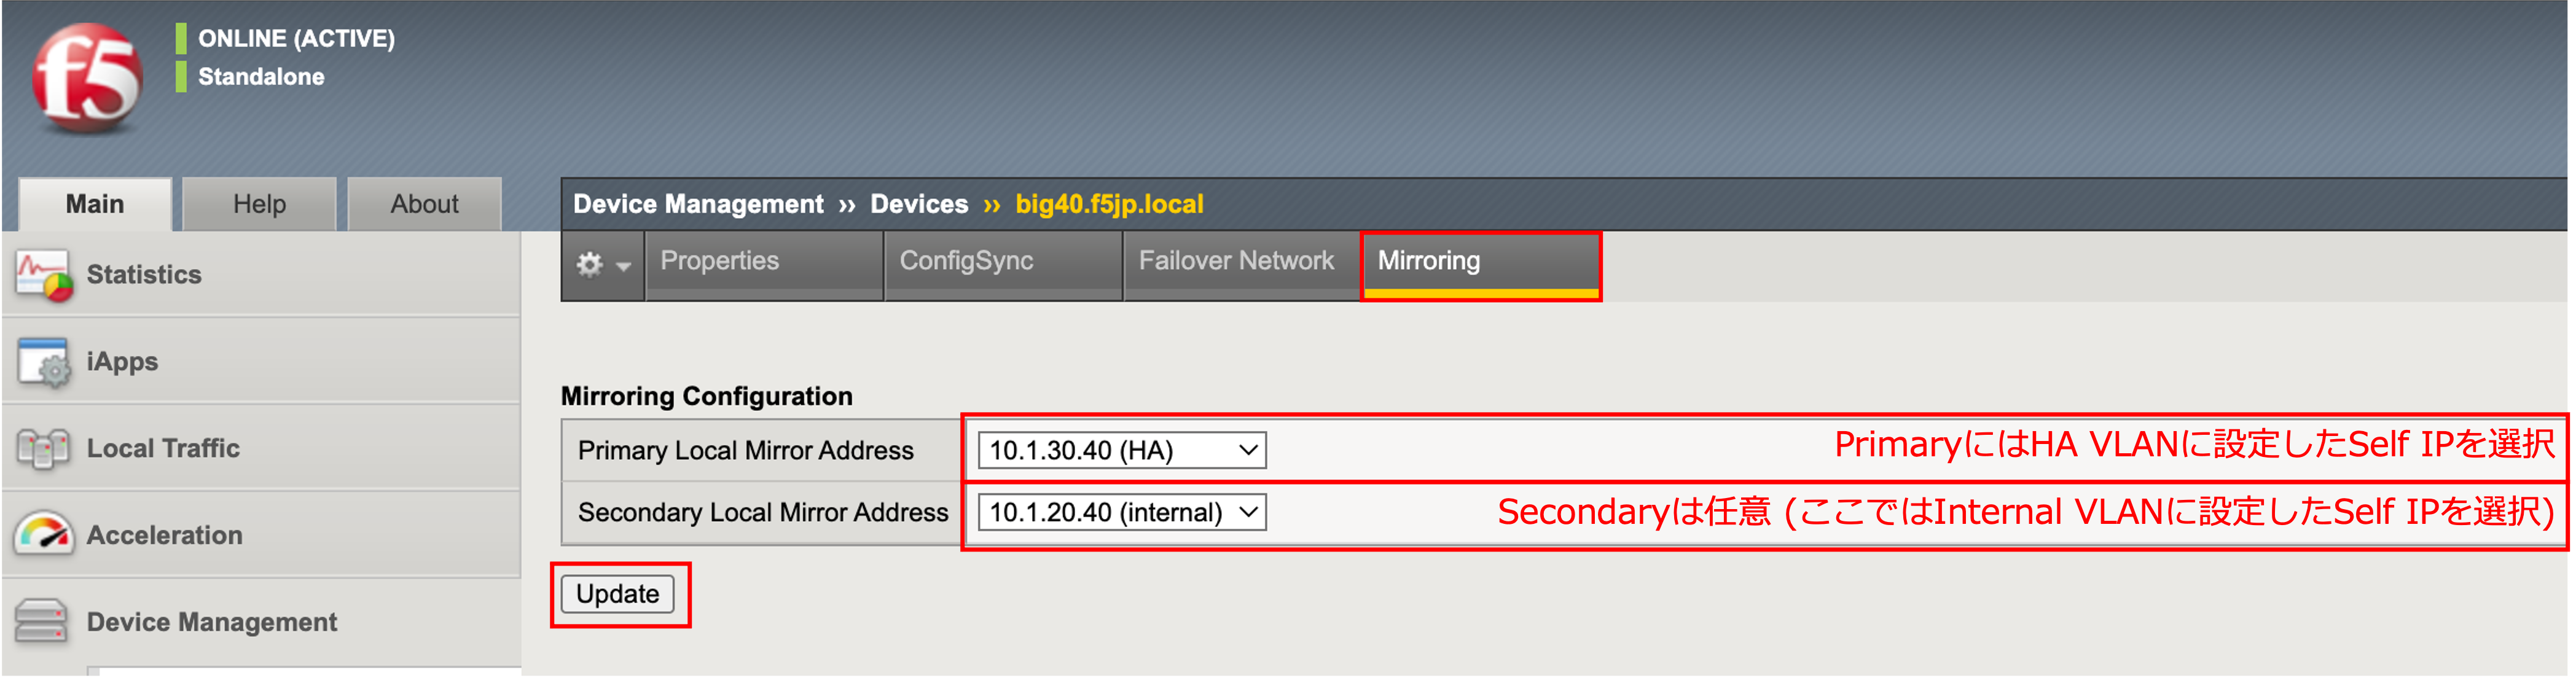 f5
ONLINE (ACTIVE)
Standalone
Main
Help
About
Device Management ›› Devices ›› big40.f5jp.local
Properties
ConfigSync
Failover Network
Mirroring
Statistics
iApps
Local Traffic
Acceleration
Device Management
Mirroring Configuration
Primary Local Mirror Address
10.1.30.40 (HA)
PrimaryにはHA VLANに設定したSelf IPを選択
Secondary Local Mirror Address
10.1.20.40 (internal)
Secondaryは任意 (ここではInternal VLANに設定したSelf IPを選択)
Update